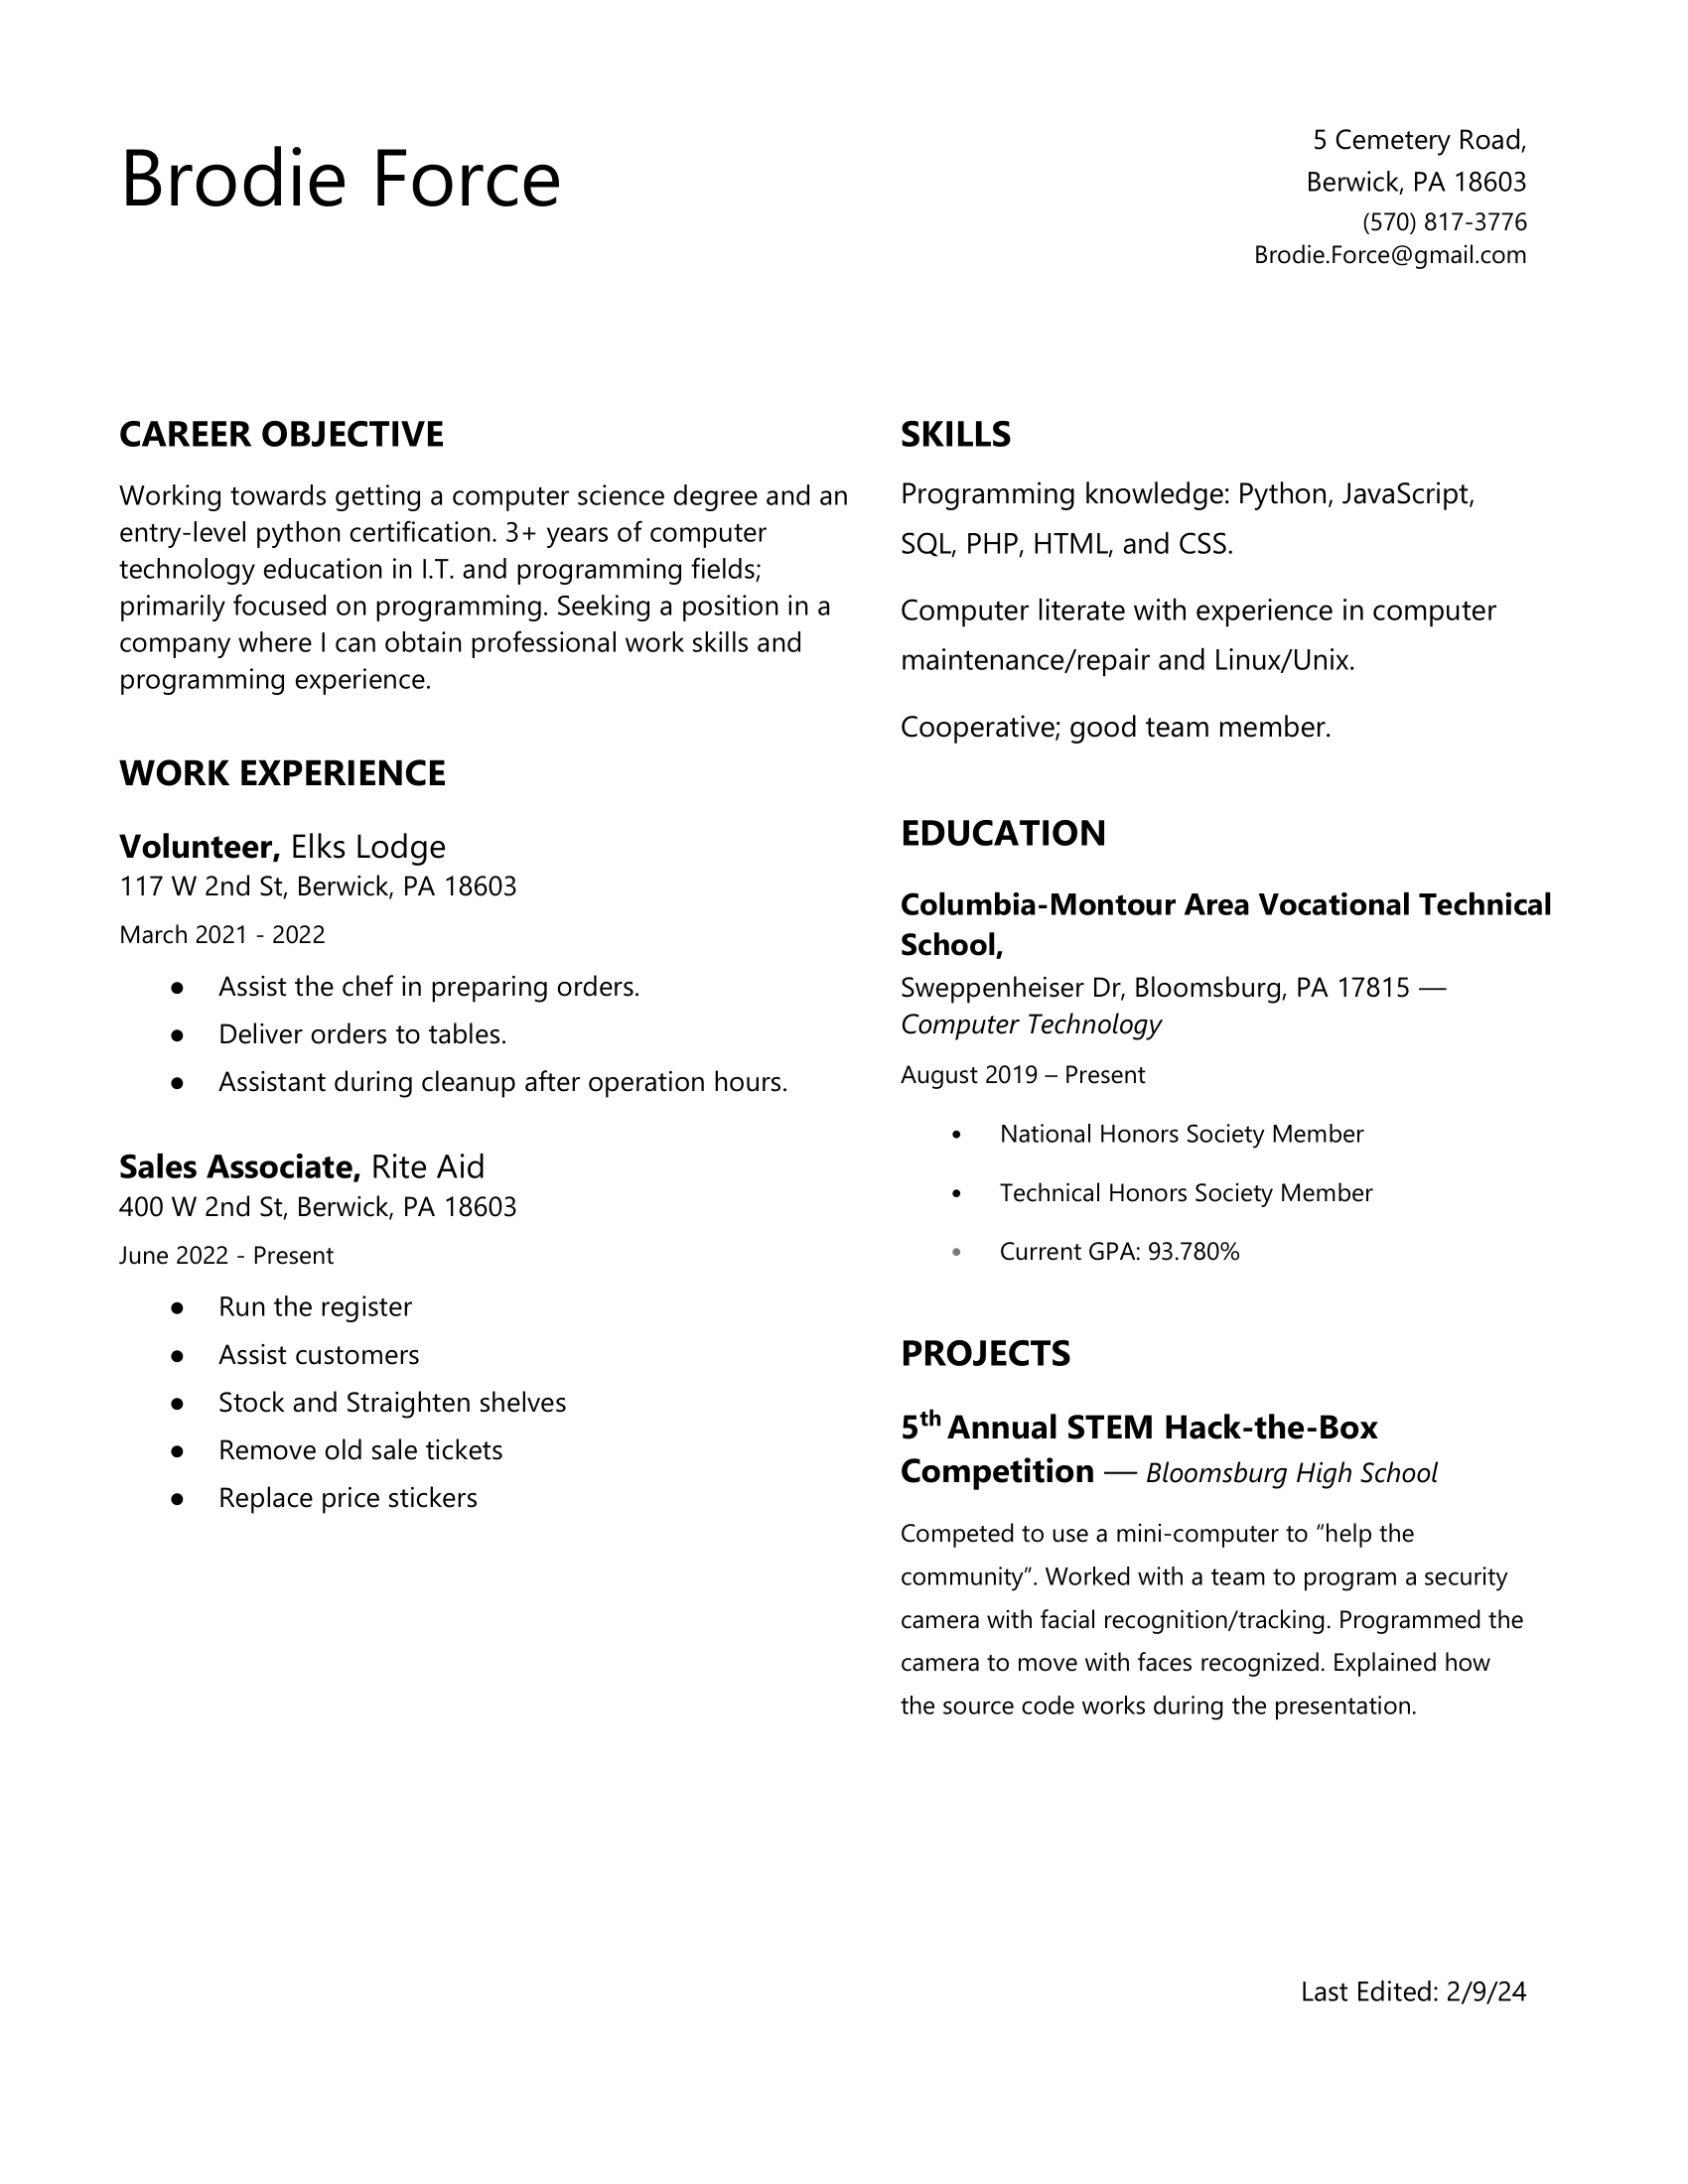 Brodie Force
5 Cemetery Road,
Berwick, PA 18603
(570) 817-3776
Brodie.Force@gmail.com
CAREER OBJECTIVE
Working towards getting a computer science degree and an
entry-level python certification. 3+ years of computer
technology education in I.T. and programming fields;
primarily focused on programming. Seeking a position in a
company where I can obtain professional work skills and
programming experience.
WORK EXPERIENCE
Volunteer, Elks Lodge
117 W 2nd St, Berwick, PA 18603
March 2021 - 2022
● Assist the chef in preparing orders.
● Deliver orders to tables.
● Assistant during cleanup after operation hours.
Sales Associate, Rite Aid
400 W 2nd St, Berwick, PA 18603
June 2022 - Present
● Run the register
● Assist customers
● Stock and Straighten shelves
● Remove old sale tickets
● Replace price stickers
SKILLS
Programming knowledge: Python, JavaScript,
SQL, PHP, HTML, and CSS.
Computer literate with experience in computer
maintenance/repair and Linux/Unix.
Cooperative; good team member.
EDUCATION
Columbia-Montour Area Vocational Technical
School,
Sweppenheiser Dr, Bloomsburg, PA 17815 —
Computer Technology
August 2019 – Present
• National Honors Society Member
• Technical Honors Society Member
• Current GPA: 93.780%
PROJECTS
5th Annual STEM Hack-the-Box
Competition — Bloomsburg High School
Competed to use a mini-computer to “help the
community”. Worked with a team to program a security
camera with facial recognition/tracking. Programmed the
camera to move with faces recognized. Explained how
the source code works during the presentation.
Last Edited: 2/9/24